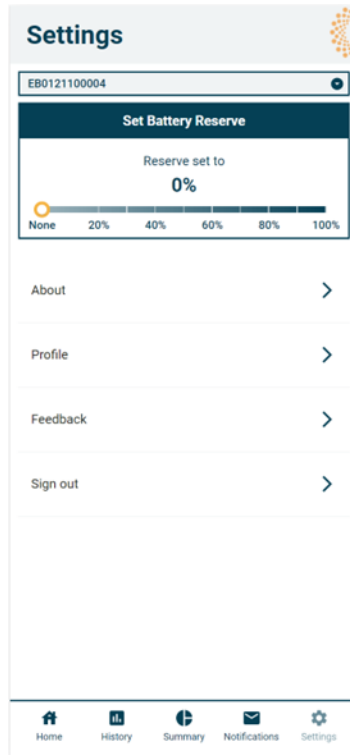 Settings
EB0121100004
Set Battery Reserve
Reserve set to
0%
None 20% 40% 60% 80% 100%
About
Profile
Feedback
Sign out
Home History Summary Notifications Settings